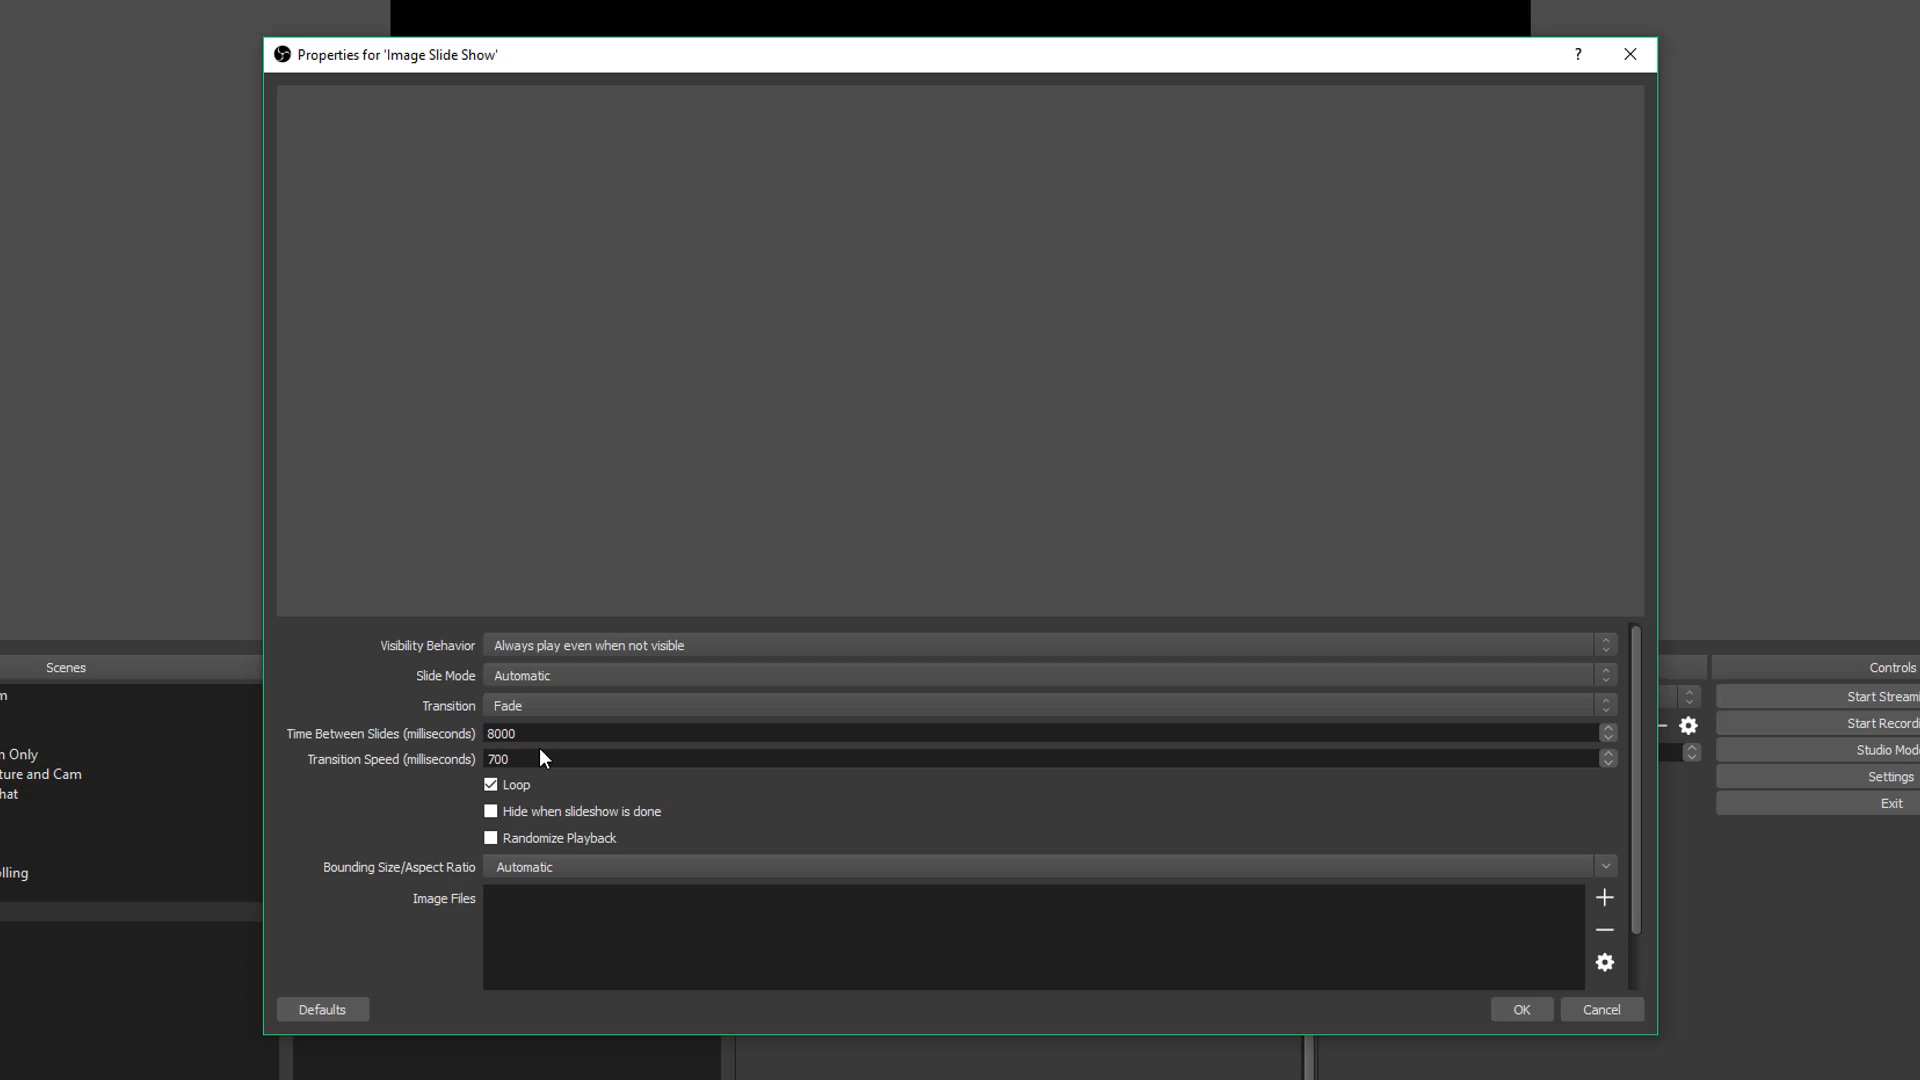 Properties for 'Image Slide Show'
?
Visibility Behavior Always play even when not visible
Slide Mode Automatic
Transition Fade
Time Between Slides (milliseconds) 8000
Transition Speed (milliseconds) 700
Loop
Hide when slideshow is done
Randomize Playback
Bounding Size/Aspect Ratio Automatic
Image Files
Defaults
OK
Cancel
Scenes
m
n Only
ture and Cam
hat
lling
Controls
Start Streami
Start Recordi
Studio Mod
Settings
Exit